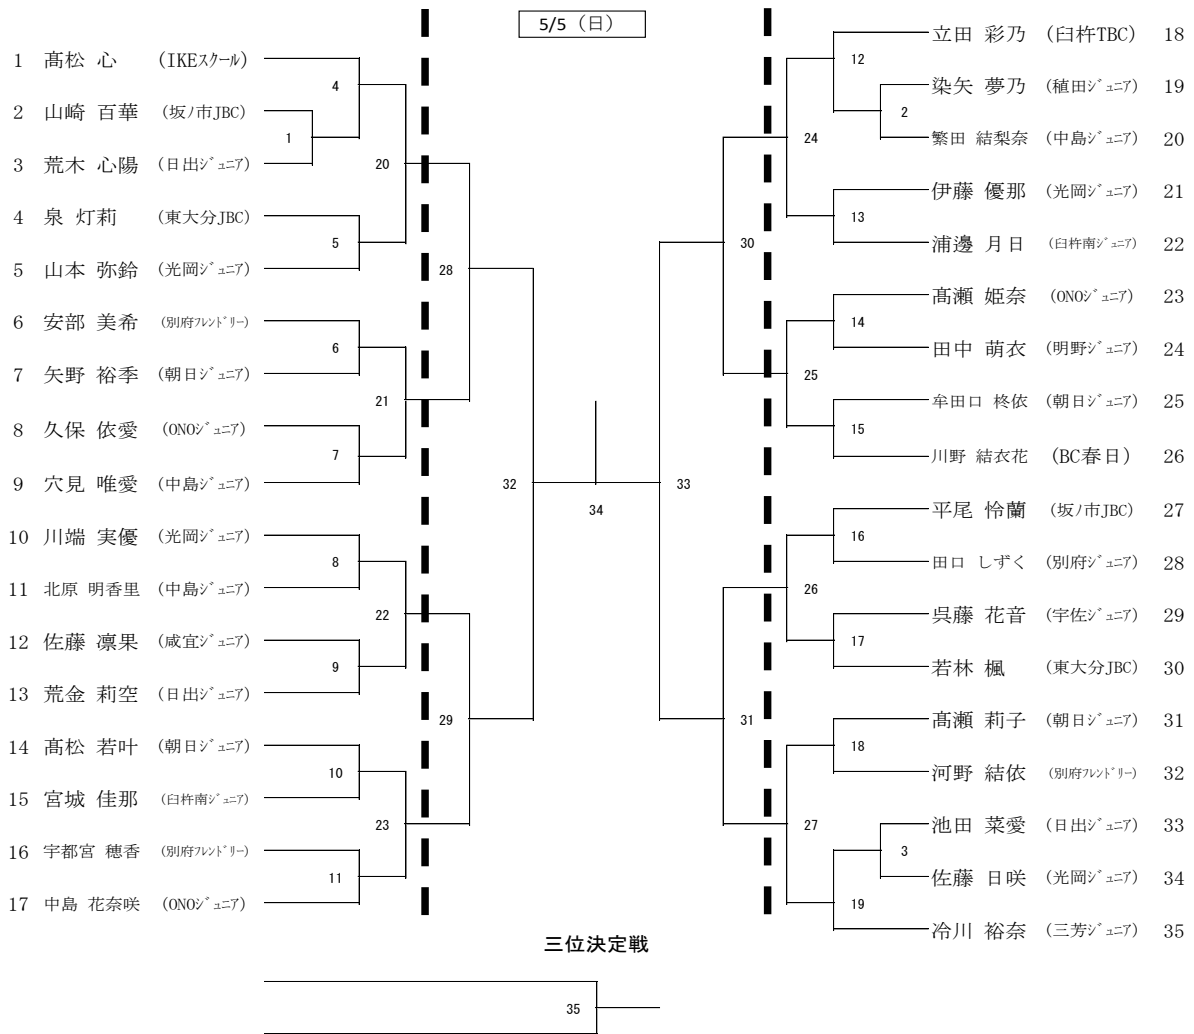 5/5（日）
1 髙松 心 (IKEスクール)
2 山崎 百華 (坂ノ市JBC)
3 荒木 心陽 (日出ジュニア)
4 泉 灯莉 (東大分JBC)
5 山本 弥鈴 (光岡ジュニア)
6 安部 美希 (別府フレンドリー)
7 矢野 裕季 (朝日ジュニア)
8 久保 依愛 (ONOジュニア)
9 穴見 唯愛 (中島ジュニア)
10 川端 実優 (光岡ジュニア)
11 北原 明香里 (中島ジュニア)
12 佐藤 凛果 (咸宜ジュニア)
13 荒金 莉空 (日出ジュニア)
14 髙松 若叶 (朝日ジュニア)
15 宮城 佳那 (臼杵南ジュニア)
16 宇都宮 穂香 (別府フレンドリー)
17 中島 花奈咲 (ONOジュニア)
4
1
20
5
28
6
21
7
32
8
22
9
29
10
23
11
34
立田 彩乃 (臼杵TBC) 18
染矢 夢乃 (稙田ジュニア) 19
繁田 結梨奈 (中島ジュニア) 20
伊藤 優那 (光岡ジュニア) 21
浦邊 月日 (臼杵南ジュニア) 22
髙瀬 姫奈 (ONOジュニア) 23
田中 萌衣 (明野ジュニア) 24
牟田口 柊依 (朝日ジュニア) 25
川野 結衣花 (BC春日) 26
平尾 怜蘭 (坂ノ市JBC) 27
田口 しずく (別府ジュニア) 28
呉藤 花音 (宇佐ジュニア) 29
若林 楓 (東大分JBC) 30
髙瀬 莉子 (朝日ジュニア) 31
河野 結依 (別府フレンドリー) 32
池田 菜愛 (日出ジュニア) 33
佐藤 日咲 (光岡ジュニア) 34
冷川 裕奈 (三芳ジュニア) 35
12
2
24
13
30
14
25
15
33
16
26
17
31
18
27
3
19
三位決定戦
35